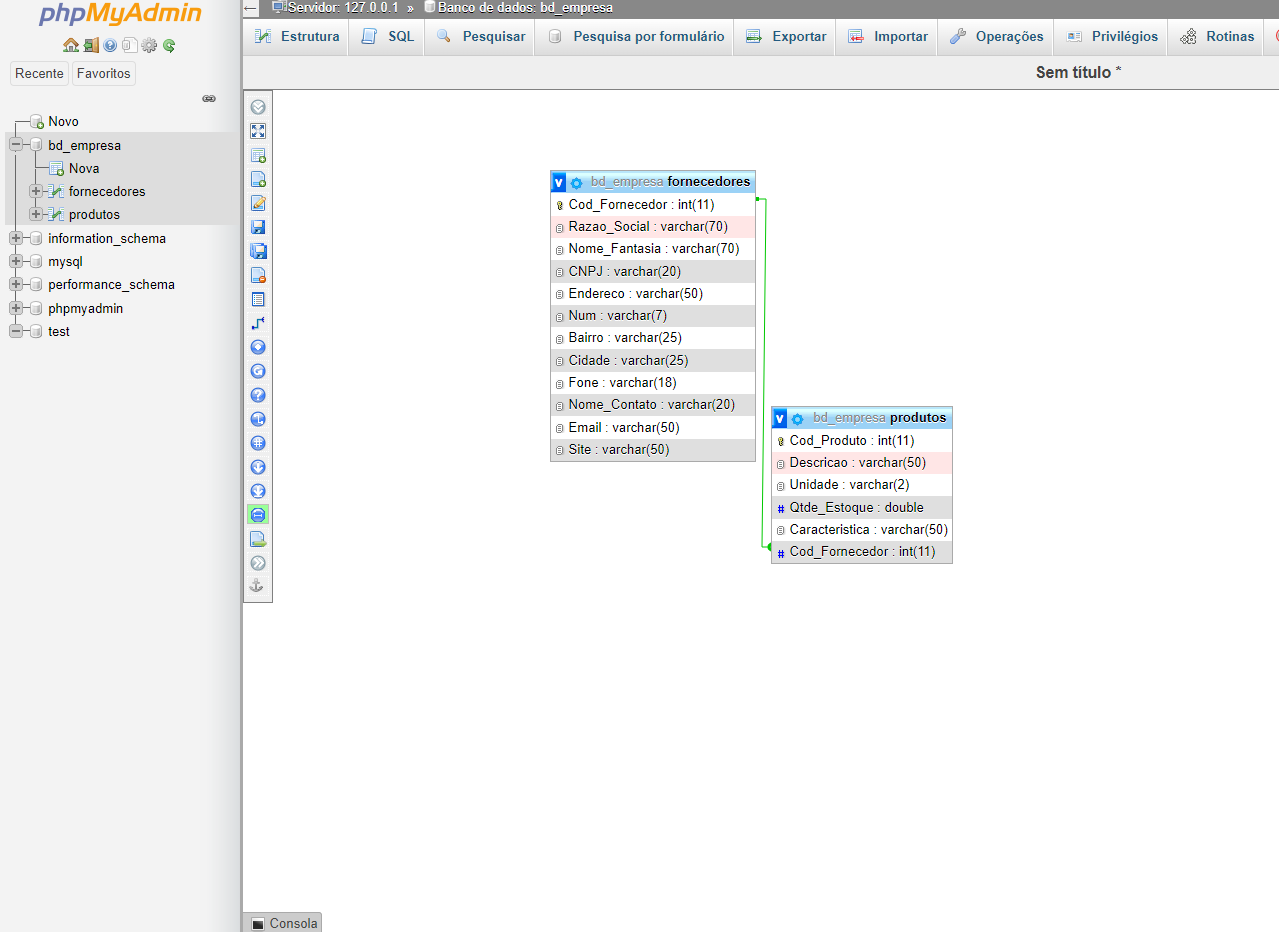 phpMyAdmin
Recente Favoritos
Novo
bd_empresa
Nova
fornecedores
produtos
information_schema
mysql
performance_schema
phpmyadmin
test
← Servidor: 127.0.0.1 » Banco de dados: bd_empresa
Estrutura SQL Pesquisar Pesquisa por formulário Exportar Importar Operações Privilégios Rotinas
Sem título *
v bd_empresa fornecedores
Cod_Fornecedor : int(11)
Razao_Social : varchar(70)
Nome_Fantasia : varchar(70)
CNPJ : varchar(20)
Endereco : varchar(50)
Num : varchar(7)
Bairro : varchar(25)
Cidade : varchar(25)
Fone : varchar(18)
Nome_Contato : varchar(20)
Email : varchar(50)
Site : varchar(50)
v bd_empresa produtos
Cod_Produto : int(11)
Descricao : varchar(50)
Unidade : varchar(2)
# Qtde_Estoque : double
Caracteristica : varchar(50)
# Cod_Fornecedor : int(11)
Consola